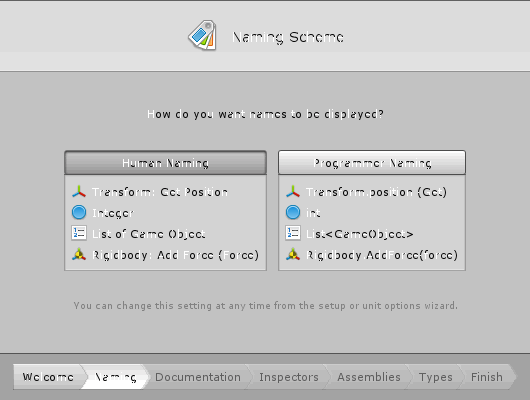 Naming Scheme
How do you want names to be displayed?
Human Naming
Transform: Get Position
Integer
List of Game Object
Rigidbody: Add Force (Force)
Programmer Naming
Transform.position (Get)
int
List<GameObject>
Rigidbody.AddForce(force)
You can change this setting at any time from the setup or unit options wizard.
Welcome Naming Documentation Inspectors Assemblies Types Finish